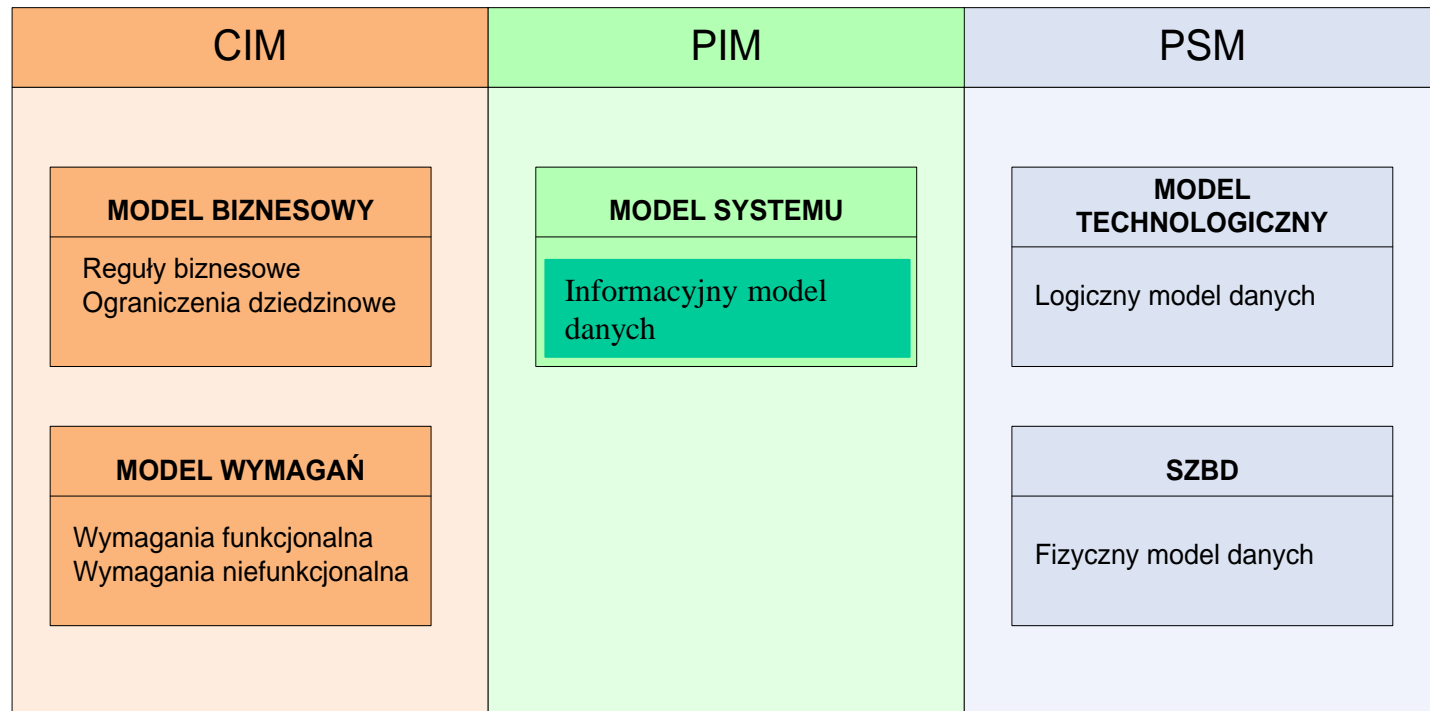 CIM
PIM
PSM
MODEL BIZNESOWY
Reguły biznesowe
Ograniczenia dziedzinowe
MODEL WYMAGAŃ
Wymagania funkcjonalna
Wymagania niefunkcjonalna
MODEL SYSTEMU
Informacyjny model
danych
MODEL
TECHNOLOGICZNY
Logiczny model danych
SZBD
Fizyczny model danych